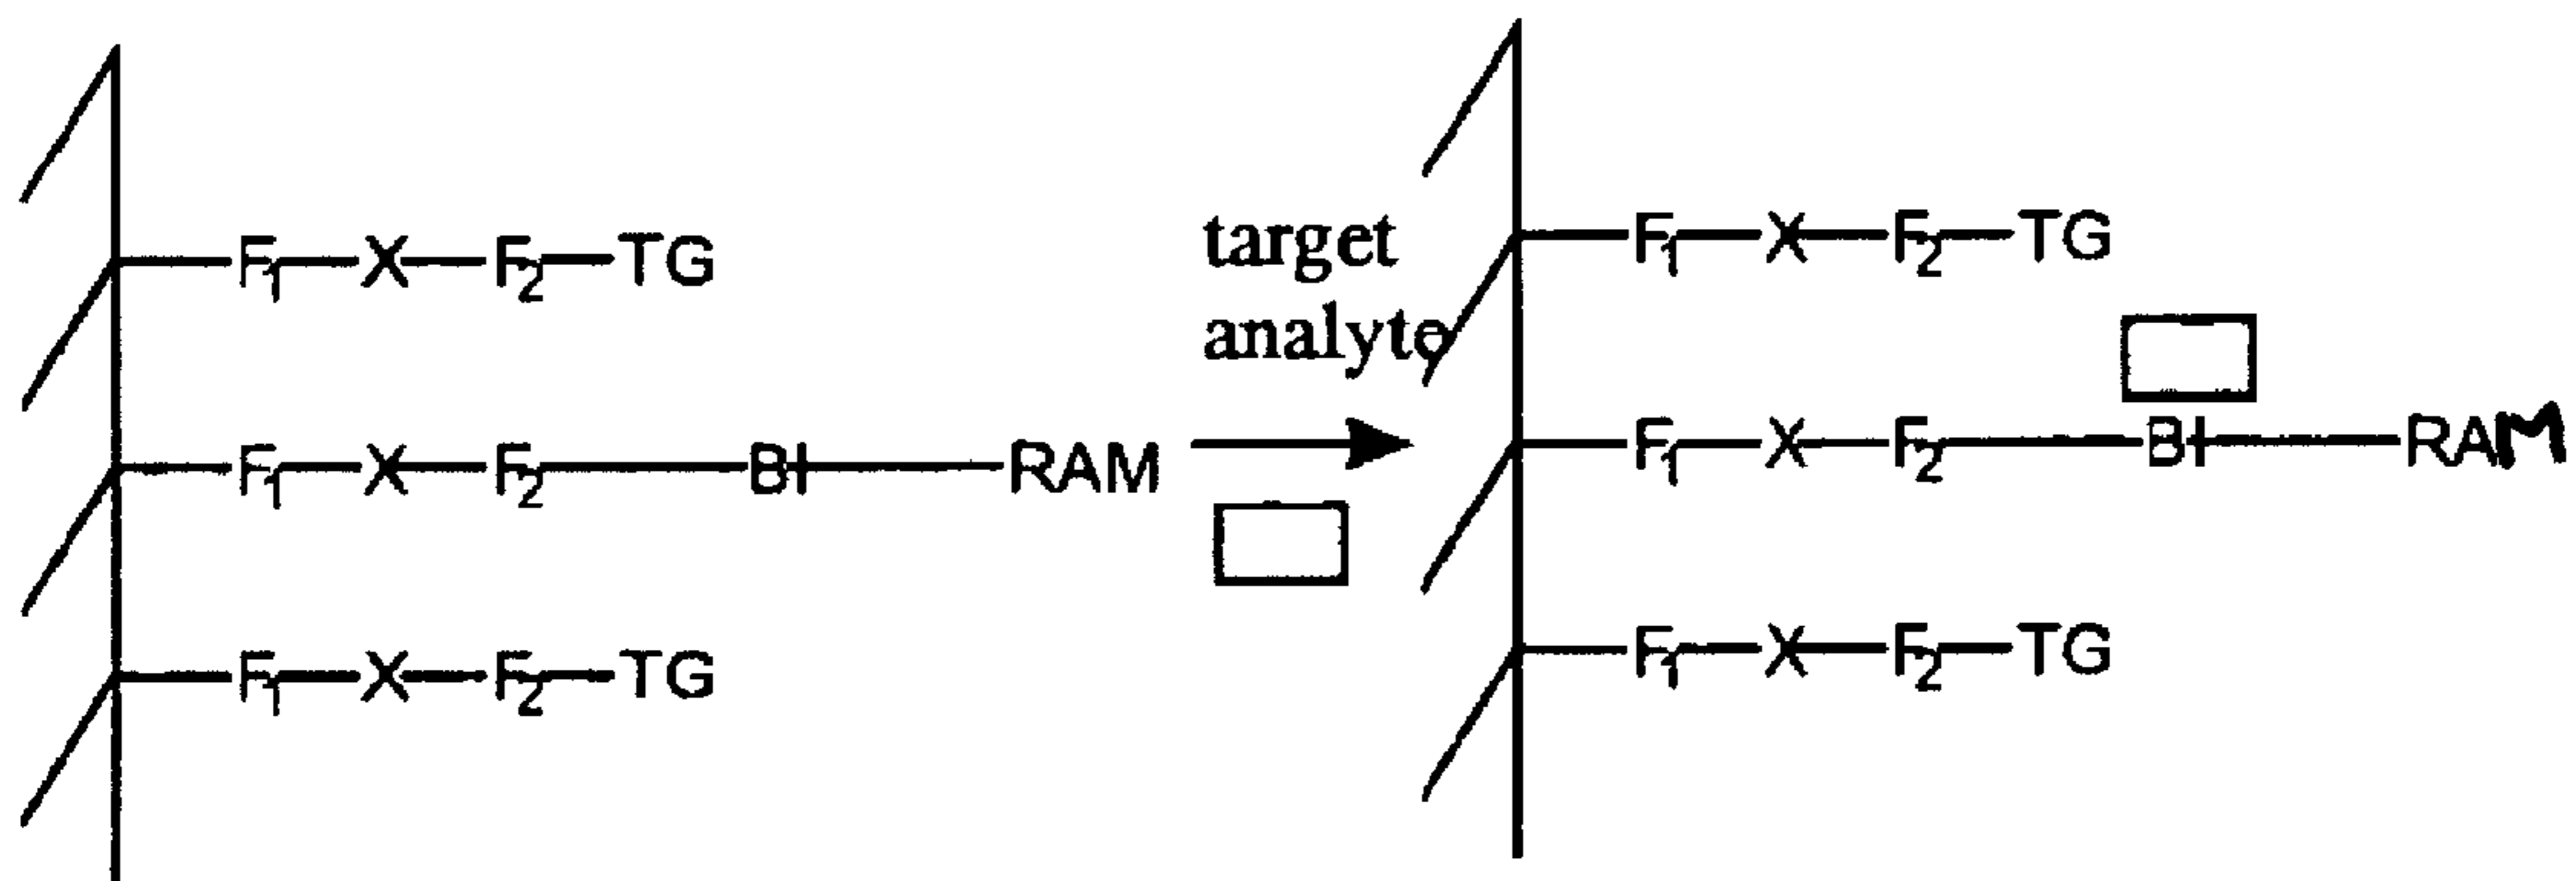 F₁—X—F₂—TG
F₁—X—F₂—BI—RAM
F₁—X—F₂—TG
target
analyte
F₁—X—F₂—TG
F₁—X—F₂—BI—RAM
F₁—X—F₂—TG